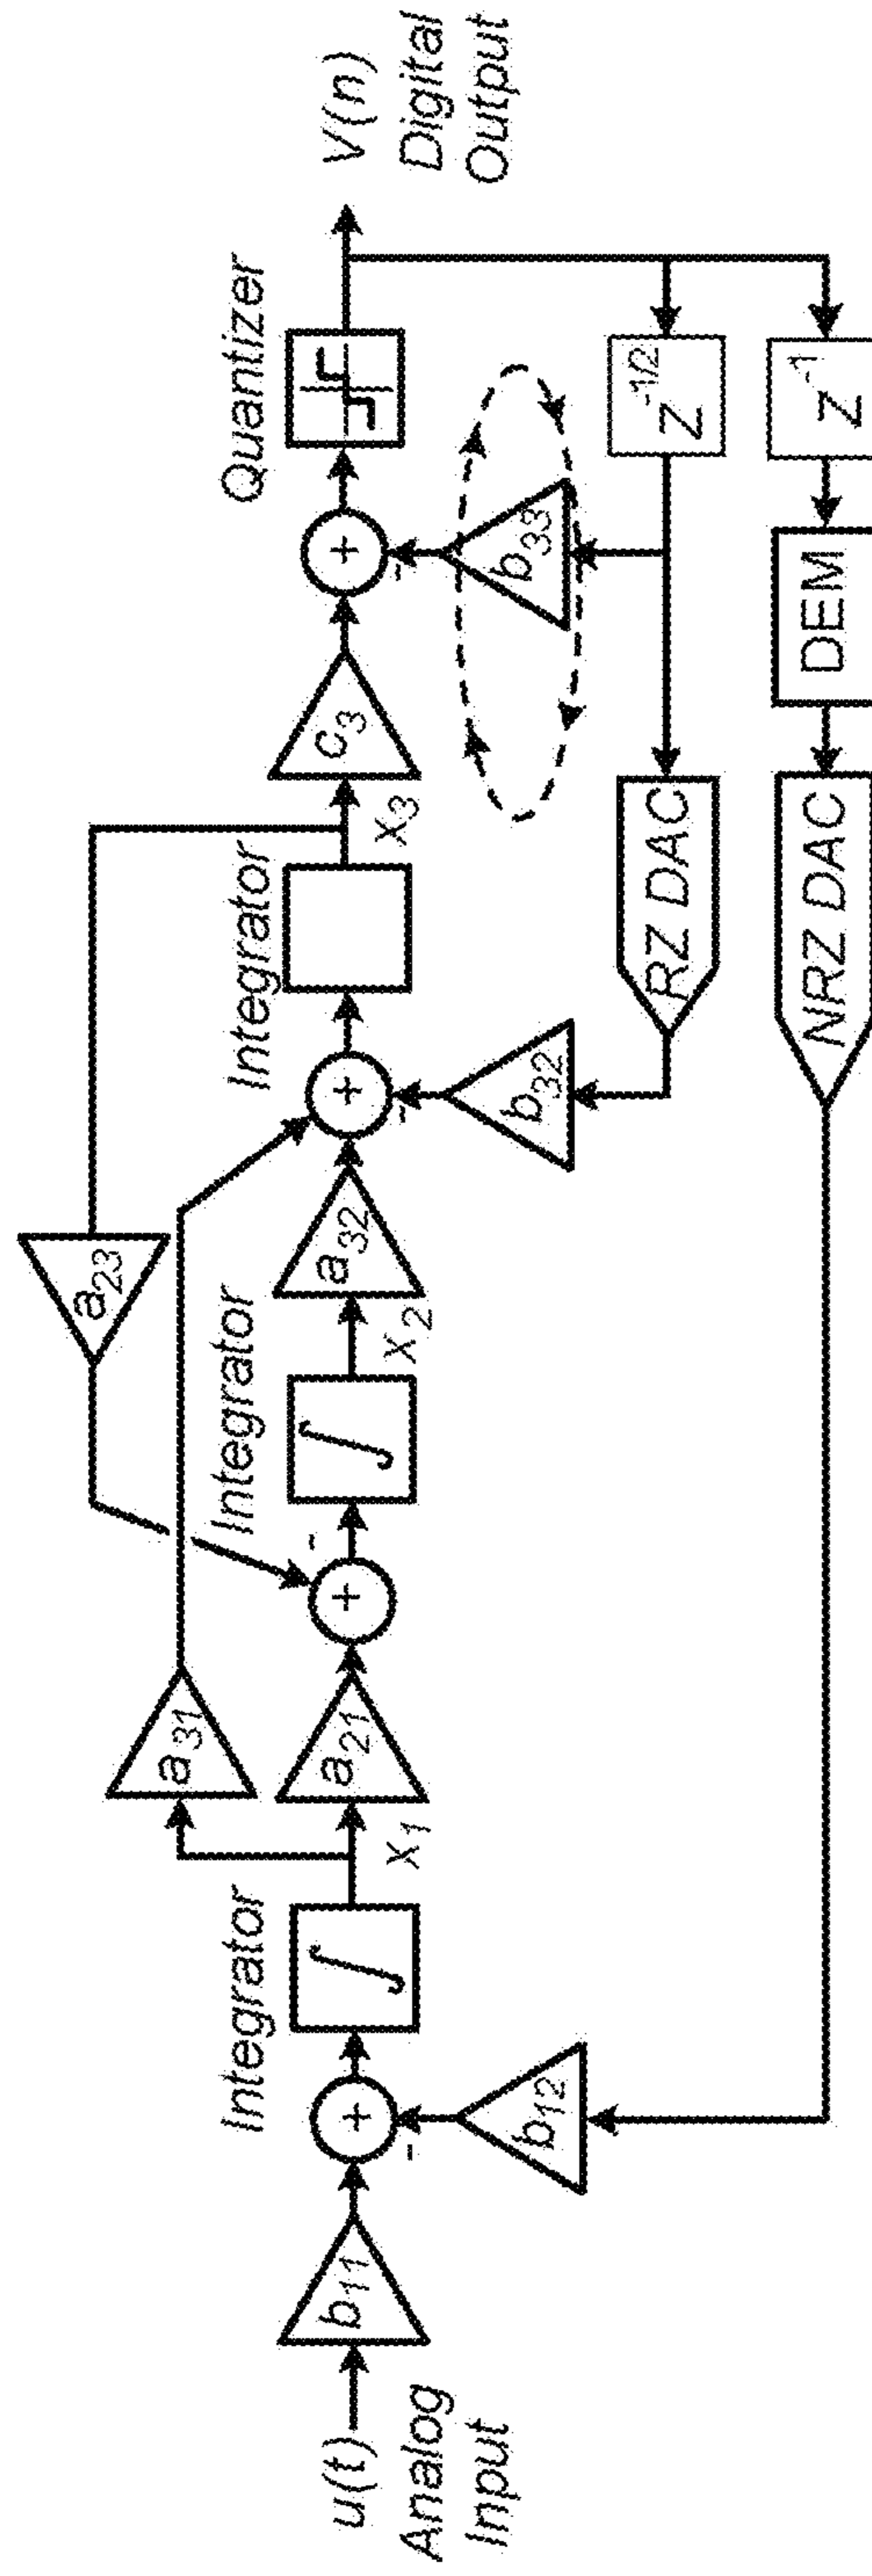 a23
a31
Integrator
Integrator
Integrator
Quantizer
u(t)
Analog
Input
b11
+
-
∫
x1
a21
+
-
∫
x2
a32
+
-
x3
c3
+
-
V(n)
Digital
Output
b12
b32
b33
RZ DAC
z-1/2
NRZ DAC
DEM
z-1